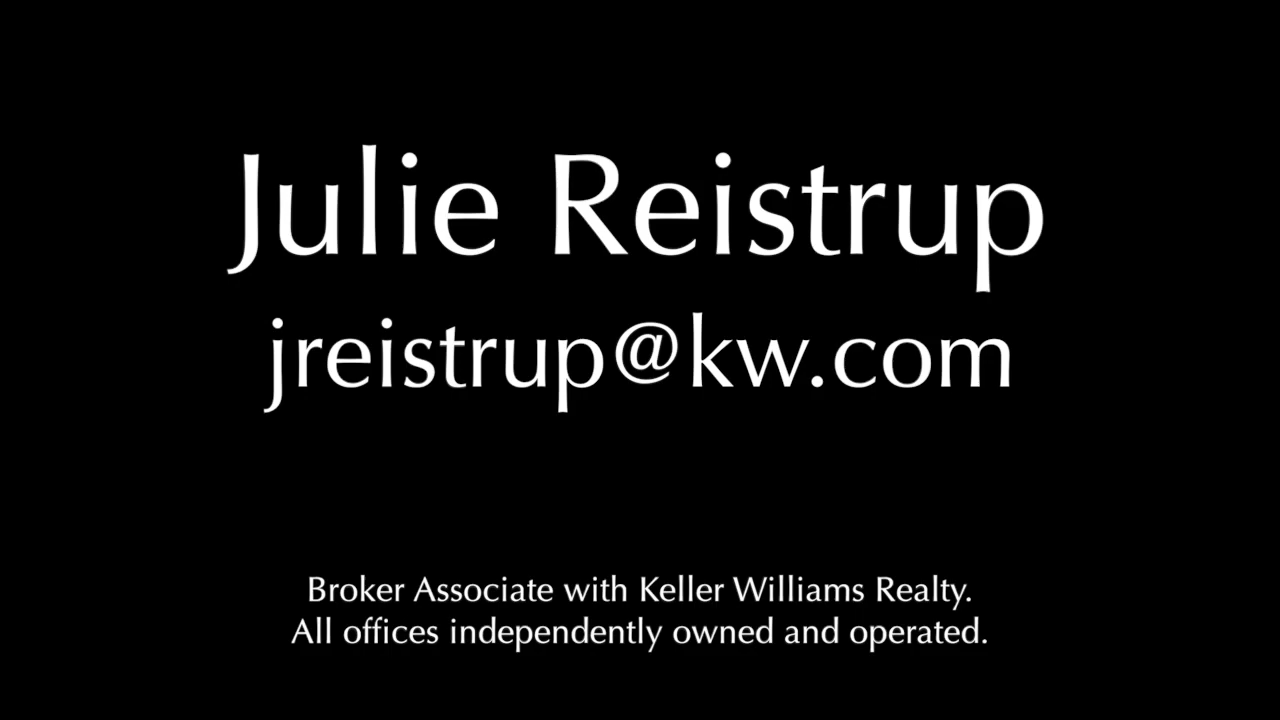 Julie Reistrup
jreistrup@kw.com
Broker Associate with Keller Williams Realty.
All offices independently owned and operated.